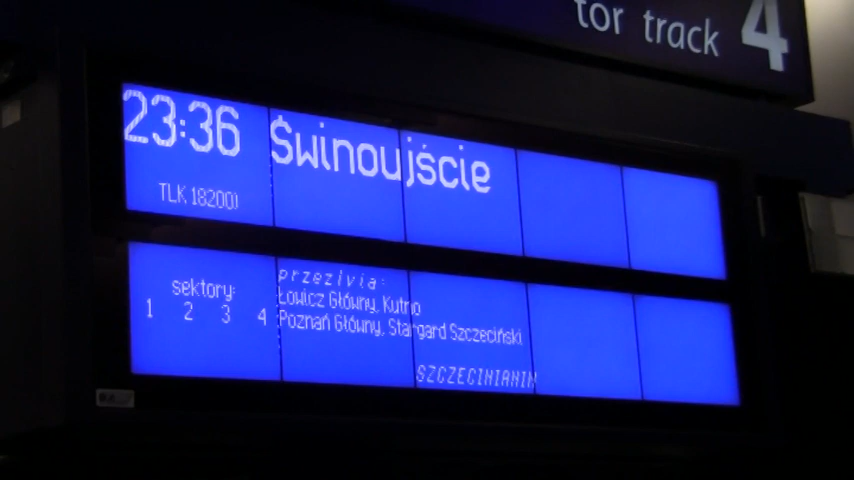 tor track 4
23:36 Świnoujście
TLK 18200
przez/via:
sektory: Łowicz Główny, Kutno
1 2 3 4 Poznań Główny, Stargard Szczeciński
SZCZECINIANIN